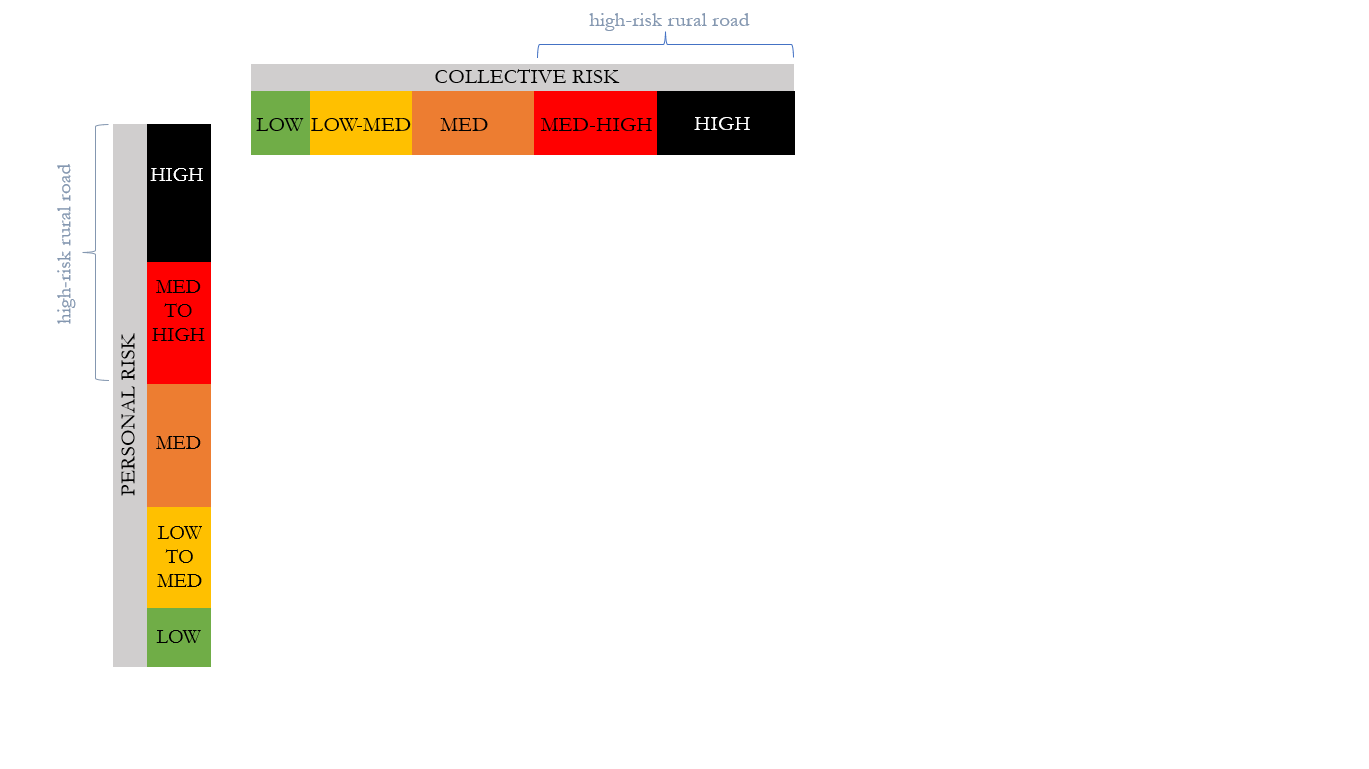 high-risk rural road
COLLECTIVE RISK
LOW
LOW-MED
MED
MED-HIGH
HIGH
high-risk rural road
PERSONAL RISK
HIGH
MED
TO
HIGH
MED
LOW
TO
MED
LOW